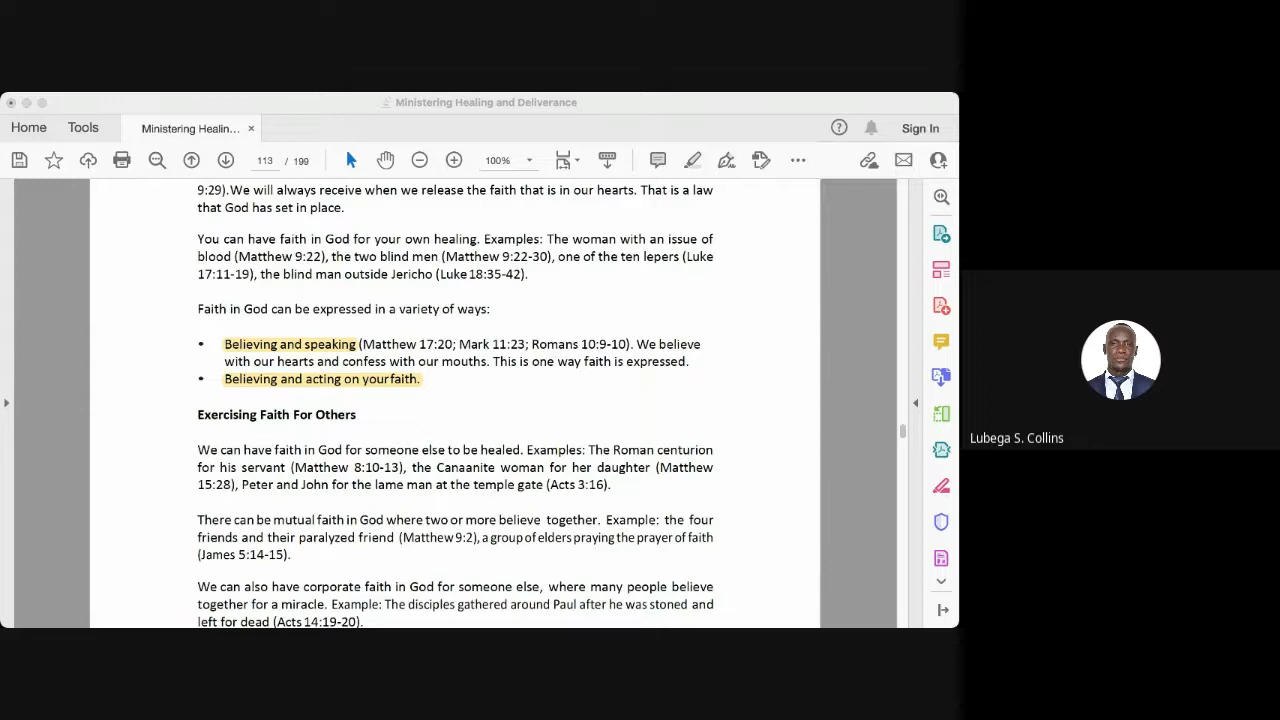 Ministering Healing and Deliverance
Home
Tools
Ministering Healin... ×
Sign In
113 / 199
100%
9:29).We will always receive when we release the faith that is in our hearts. That is a law
that God has set in place.
You can have faith in God for your own healing. Examples: The woman with an issue of
blood (Matthew 9:22), the two blind men (Matthew 9:22-30), one of the ten lepers (Luke
17:11-19), the blind man outside Jericho (Luke 18:35-42).
Faith in God can be expressed in a variety of ways:
• Believing and speaking (Matthew 17:20; Mark 11:23; Romans 10:9-10). We believe
with our hearts and confess with our mouths. This is one way faith is expressed.
• Believing and acting on your faith.
Exercising Faith For Others
We can have faith in God for someone else to be healed. Examples: The Roman centurion
for his servant (Matthew 8:10-13), the Canaanite woman for her daughter (Matthew
15:28), Peter and John for the lame man at the temple gate (Acts 3:16).
There can be mutual faith in God where two or more believe together. Example: the four
friends and their paralyzed friend (Matthew 9:2), a group of elders praying the prayer of faith
(James 5:14-15).
We can also have corporate faith in God for someone else, where many people believe
together for a miracle. Example: The disciples gathered around Paul after he was stoned and
left for dead (Acts 14:19-20).
Lubega S. Collins